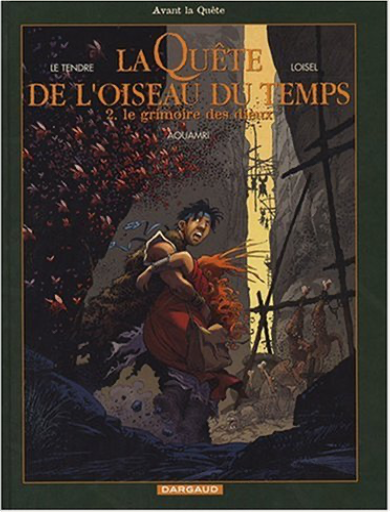 Avant la Quête
LE TENDRE
LOISEL
LA QUÊTE
DE L'OISEAU DU TEMPS
2. le grimoire des dieux
AOUAMRI
DARGAUD